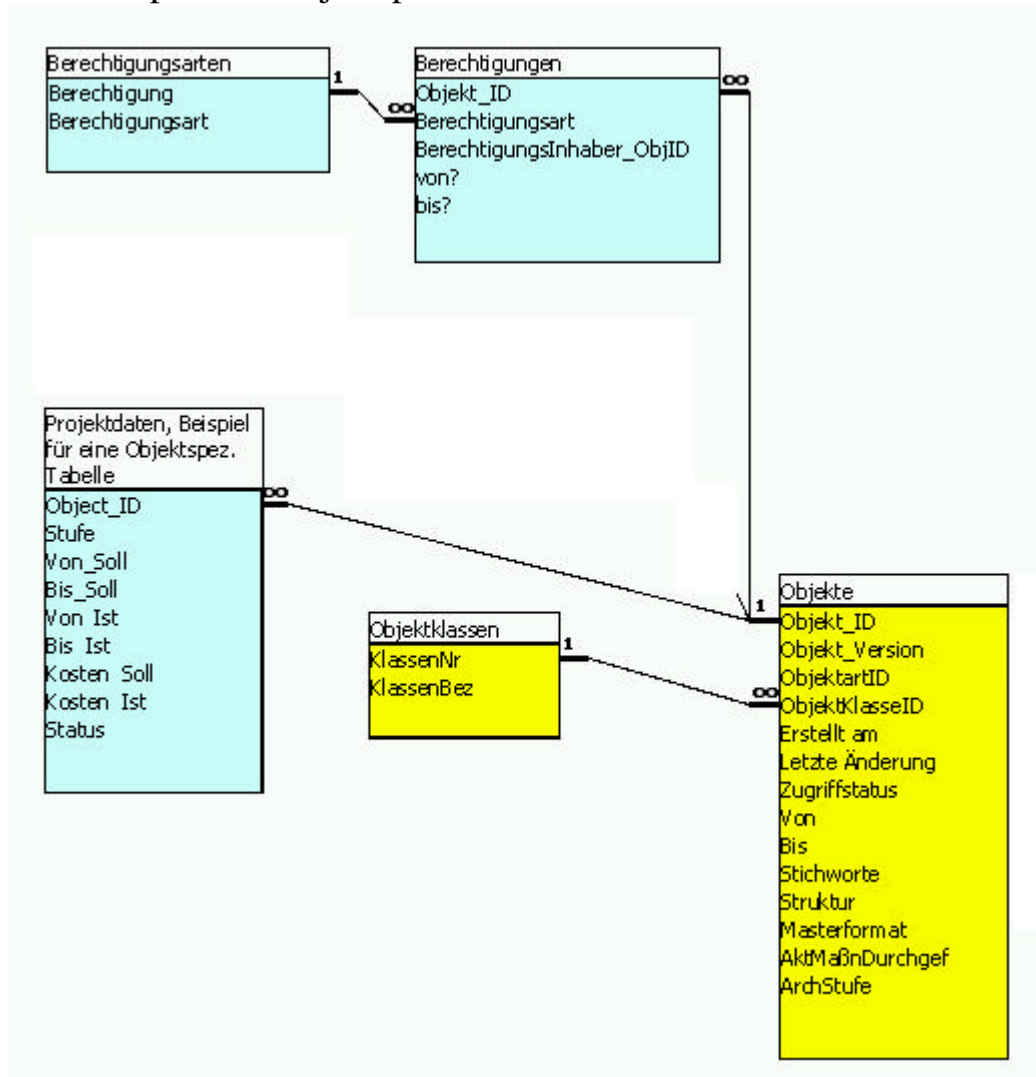 Berechtigungsarten
Berechtigung
Berechtigungsart
1
Berechtigungen
Objekt_ID
Berechtigungsart
BerechtigungsInhaber_ObjID
von?
bis?
∞
∞
Projektdaten, Beispiel
für eine Objektspez.
Tabelle
Object_ID
Stufe
Von_Soll
Bis_Soll
Von Ist
Bis Ist
Kosten Soll
Kosten Ist
Status
∞
Objektklassen
KlassenNr
KlassenBez
1
Objekte
1
Objekt_ID
Objekt_Version
ObjektartID
∞
ObjektKlasseID
Erstellt am
Letzte Änderung
Zugriffstatus
Von
Bis
Stichworte
Struktur
Masterformat
AktMaßnDurchgef
ArchStufe